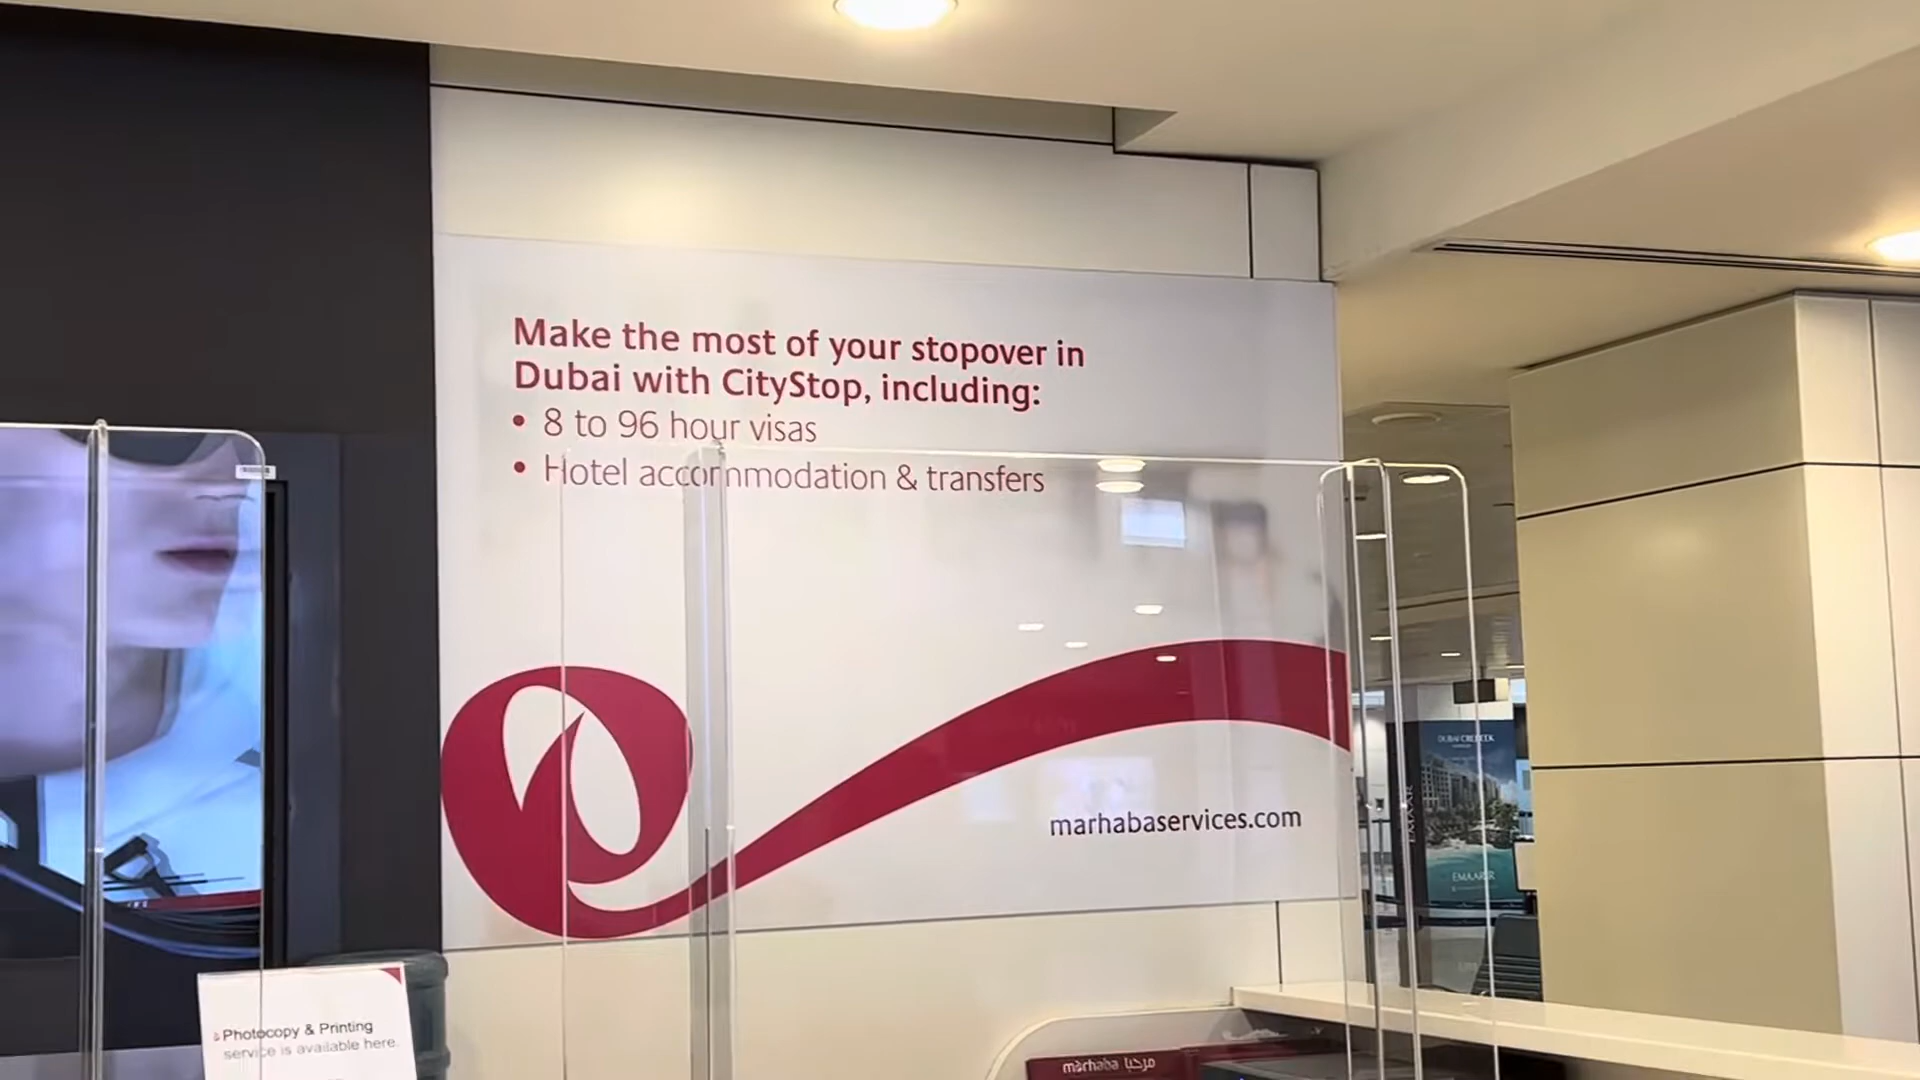 Make the most of your stopover in
Dubai with CityStop, including:
• 8 to 96 hour visas
• Hotel accommodation & transfers
marhabaservices.com
DUBAI CREEK
EMAAR
EMAAR
Photocopy & Printing
service is available here.
marhaba مرحبا